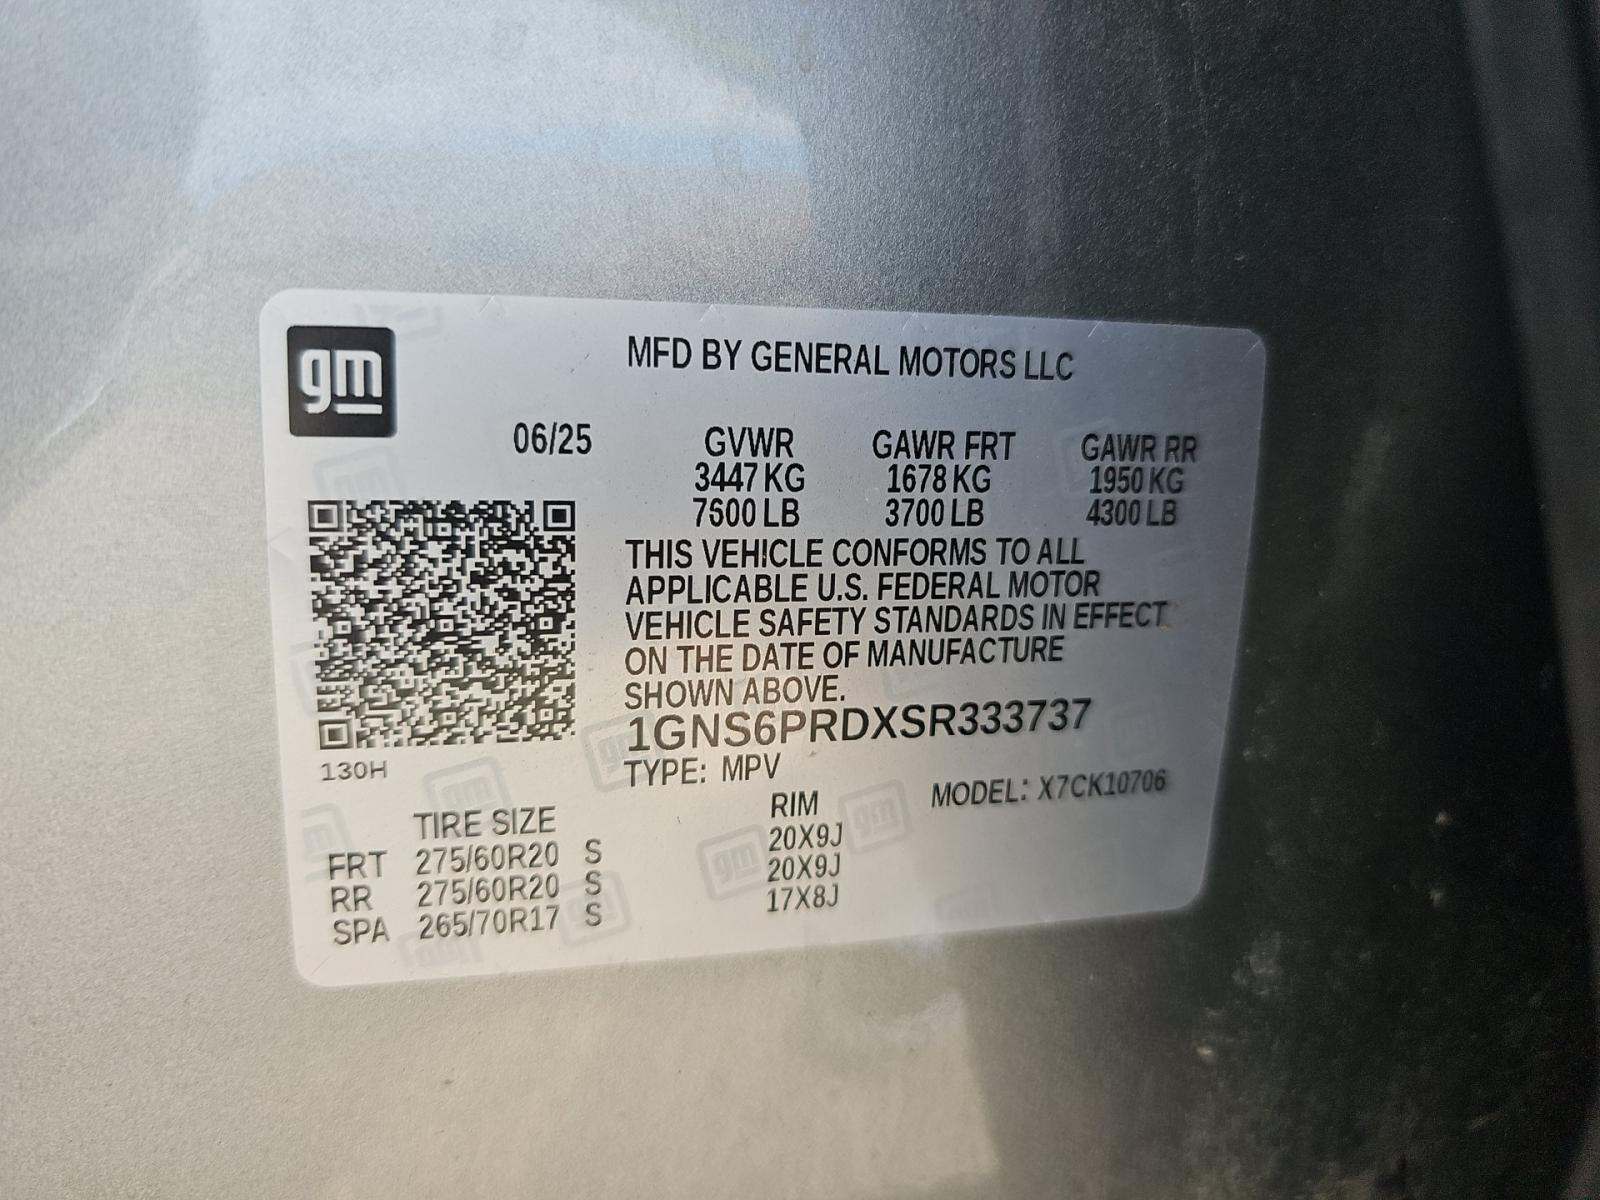 gm
MFD BY GENERAL MOTORS LLC
06/25 GVWR GAWR FRT GAWR RR
3447 KG 1678 KG 1950 KG
7600 LB 3700 LB 4300 LB
THIS VEHICLE CONFORMS TO ALL
APPLICABLE U.S. FEDERAL MOTOR
VEHICLE SAFETY STANDARDS IN EFFECT
ON THE DATE OF MANUFACTURE
SHOWN ABOVE.
1GNS6PRDXSR333737
130H
TYPE: MPV
MODEL: X7CK10706
TIRE SIZE RIM
FRT 275/60R20 S 20X9J
RR 275/60R20 S 20X9J
SPA 265/70R17 S 17X8J